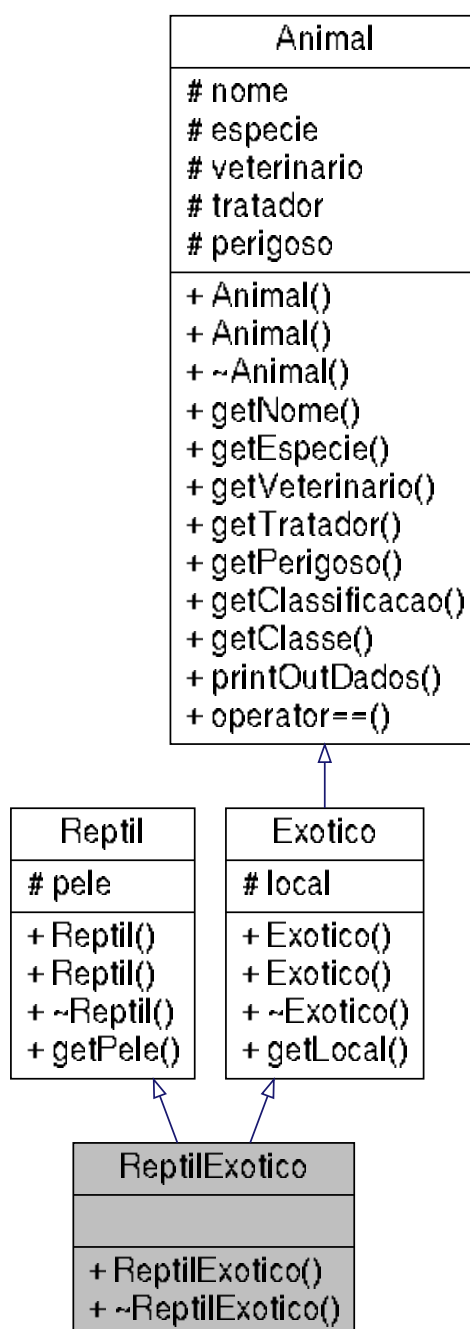 Animal
# nome
# especie
# veterinario
# tratador
# perigoso
+ Animal()
+ Animal()
+ ~Animal()
+ getNome()
+ getEspecie()
+ getVeterinario()
+ getTratador()
+ getPerigoso()
+ getClassificacao()
+ getClasse()
+ printOutDados()
+ operator==()
Reptil
# pele
+ Reptil()
+ Reptil()
+ ~Reptil()
+ getPele()
Exotico
# local
+ Exotico()
+ Exotico()
+ ~Exotico()
+ getLocal()
ReptilExotico
+ ReptilExotico()
+ ~ReptilExotico()